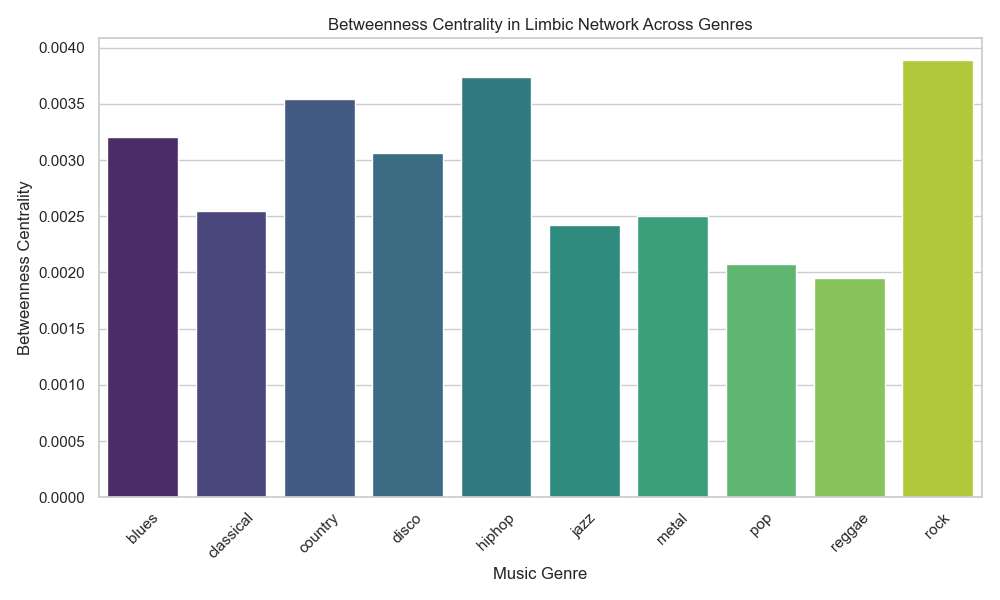 Betweenness Centrality in Limbic Network Across Genres
Betweenness Centrality
0.0040
0.0035
0.0030
0.0025
0.0020
0.0015
0.0010
0.0005
0.0000
blues
classical
country
disco
hiphop
jazz
metal
pop
reggae
rock
Music Genre